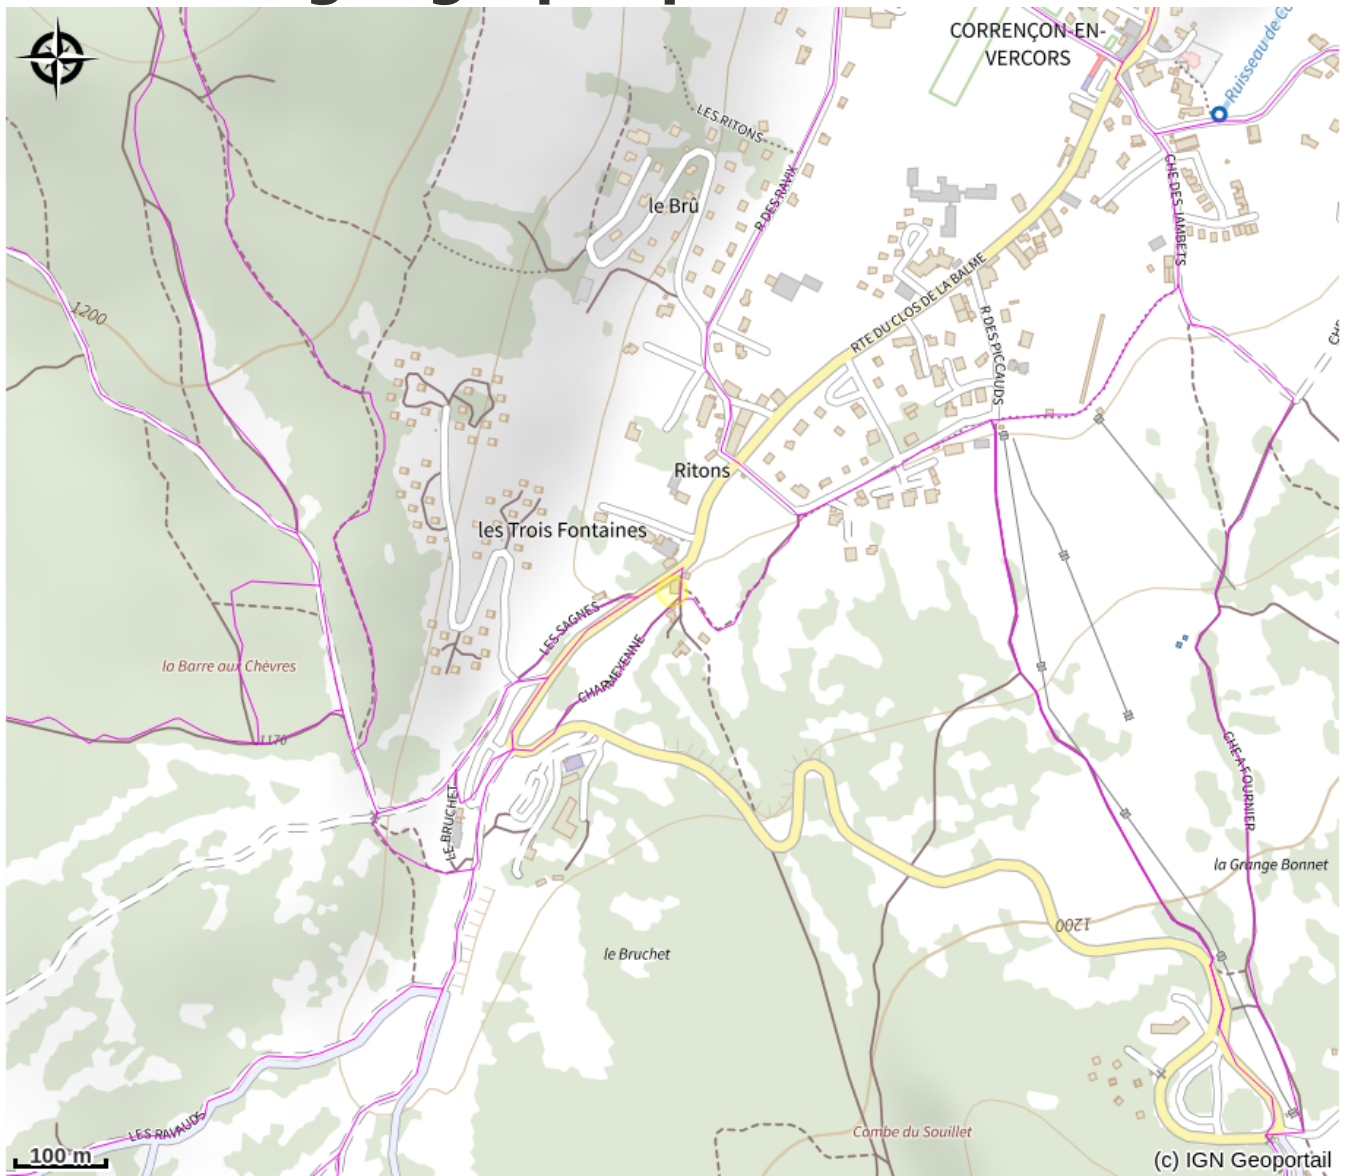 CORRENÇON-EN-
VERCORS
Ruisseau de
LES RITONS
le Brû
R DES RAVIX
CHE DES JAMBETS
1200
RTE DU CLOS DE LA BALME
R DES PICCAUDS
Ritons
les Trois Fontaines
LES SAGNES
CHARMEYENNE
la Barre aux Chèvres
1170
LE BRUCHET
CHE A FOURNIER
la Grange Bonnet
1200
le Bruchet
LES RAVAUDS
Combe du Souillet
100 m
(c) IGN Geoportail